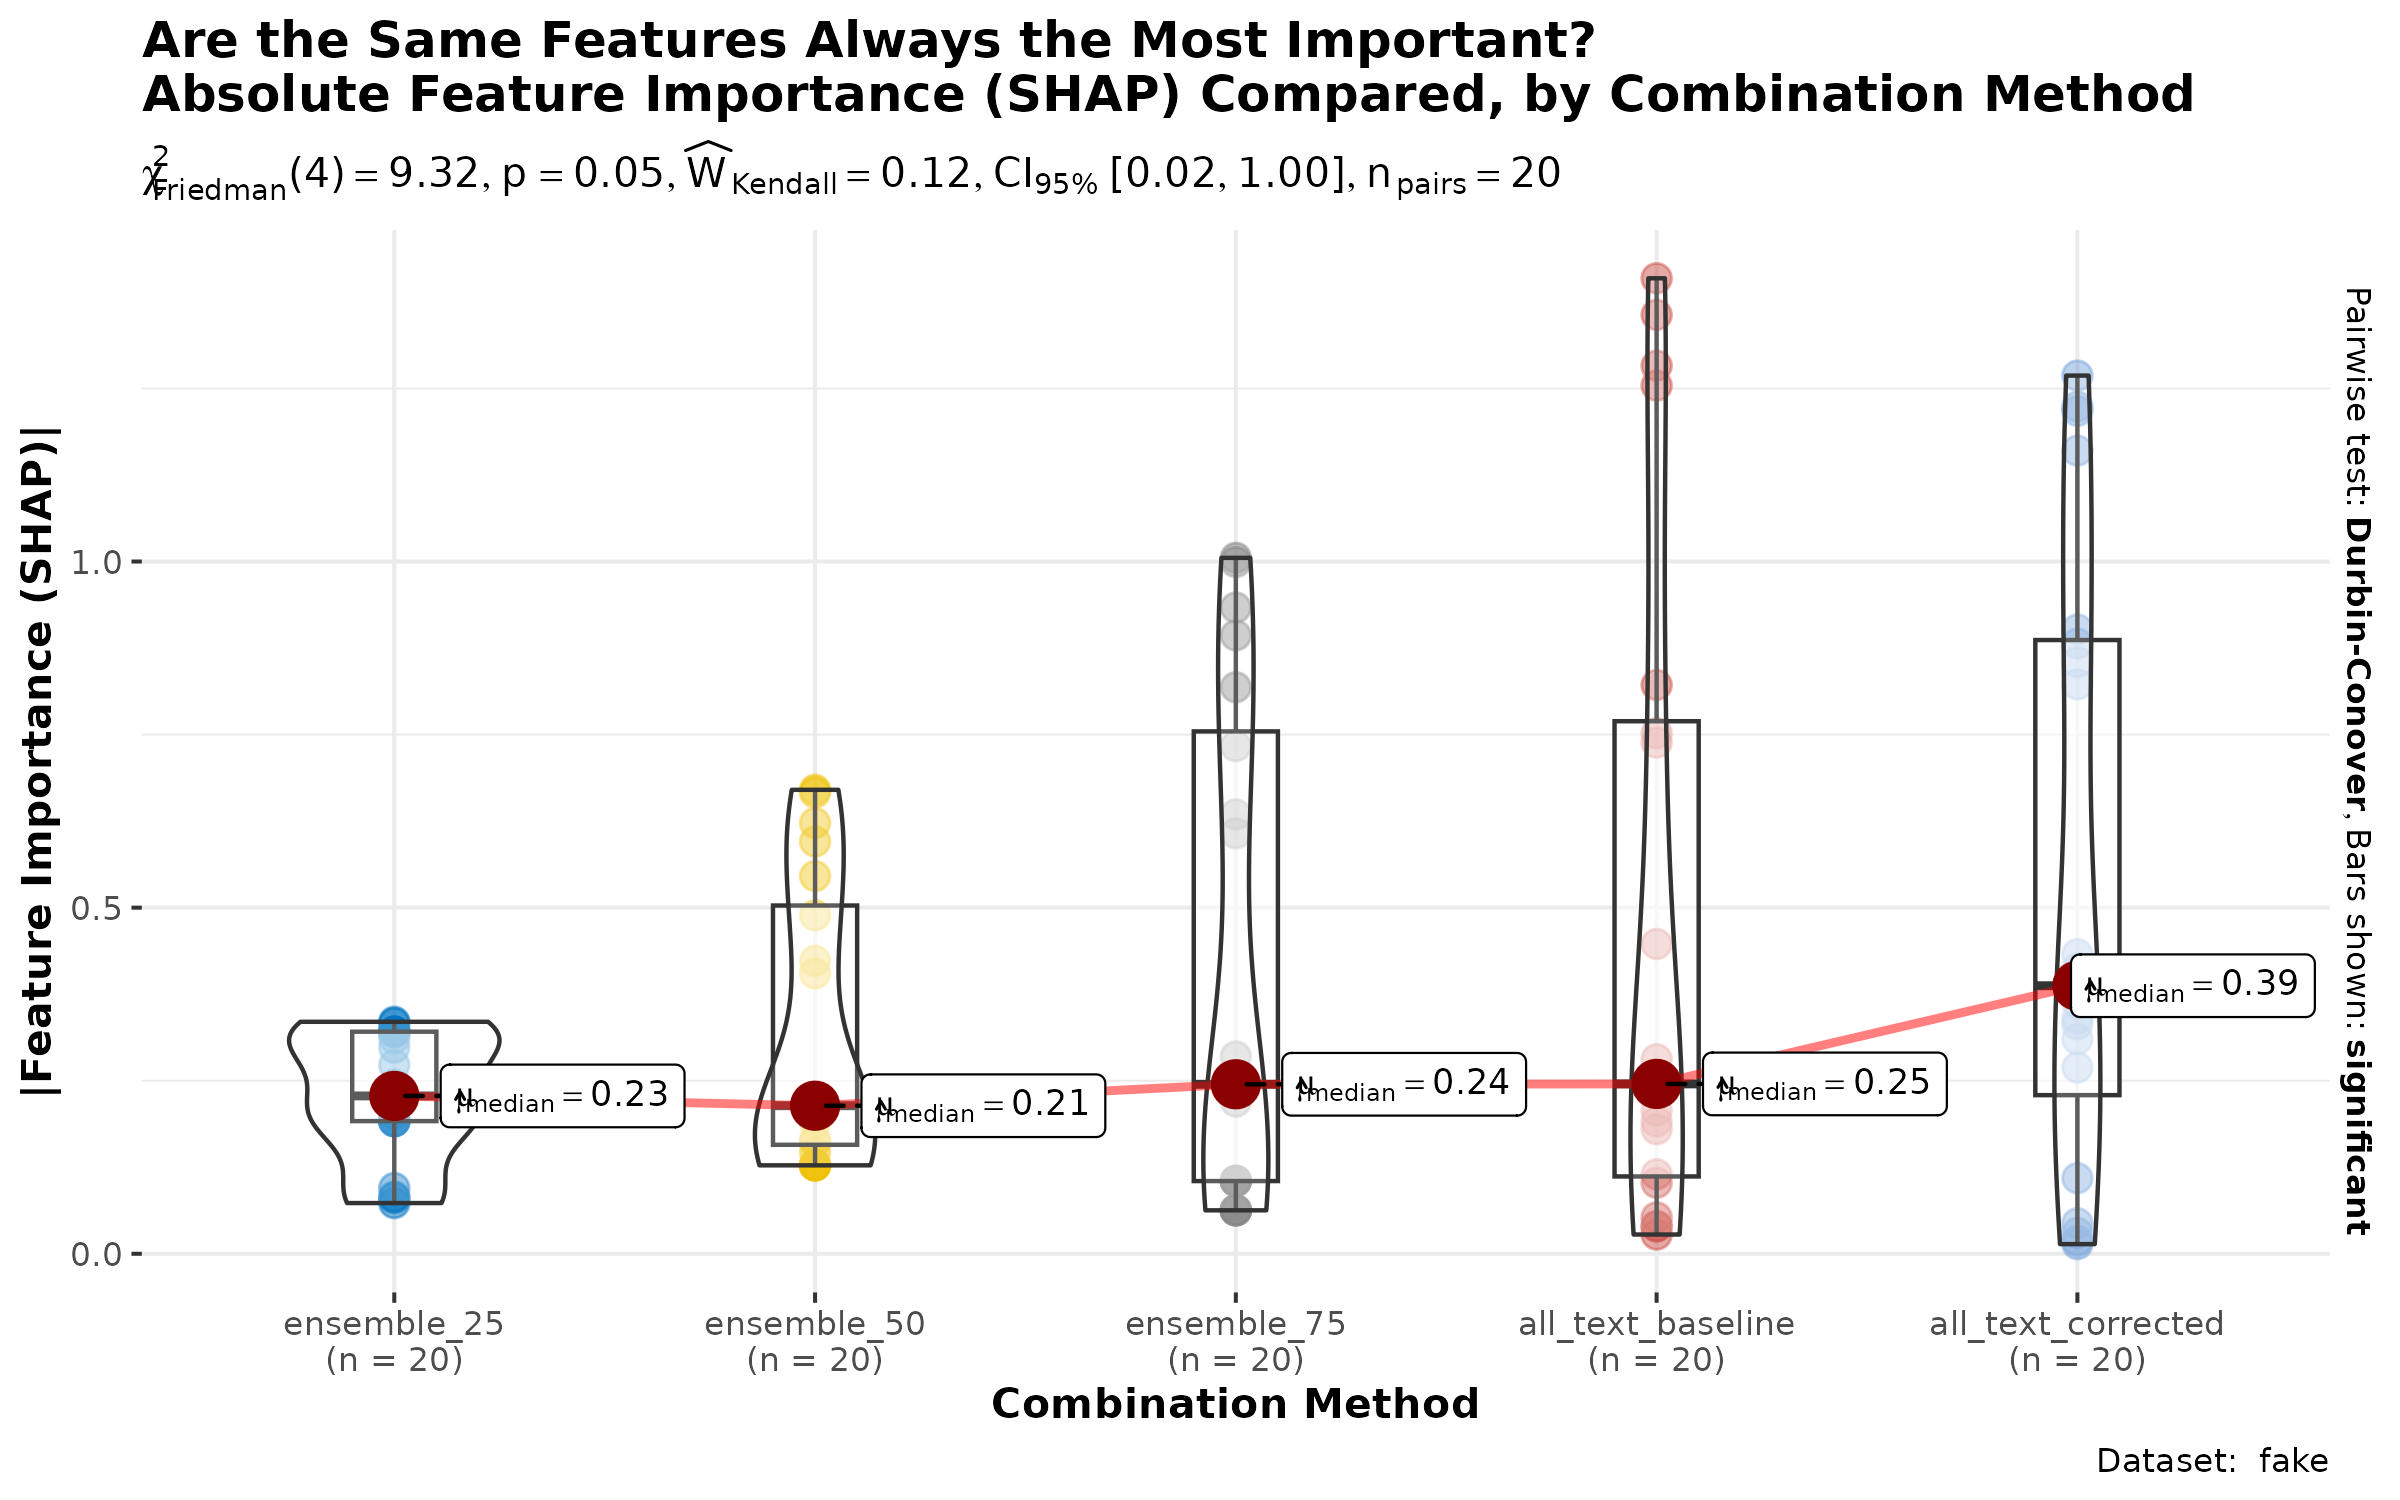 Are the Same Features Always the Most Important?
Absolute Feature Importance (SHAP) Compared, by Combination Method
χ²Friedman(4) = 9.32, p = 0.05, ŴKendall = 0.12, CI95% [0.02, 1.00], npairs = 20
|Feature Importance (SHAP)|
1.0
0.5
0.0
μ̂median = 0.23
μ̂median = 0.21
μ̂median = 0.24
μ̂median = 0.25
μ̂median = 0.39
Pairwise test: Durbin-Conover, Bars shown: significant
ensemble_25
(n = 20)
ensemble_50
(n = 20)
ensemble_75
(n = 20)
all_text_baseline
(n = 20)
all_text_corrected
(n = 20)
Combination Method
Dataset:  fake